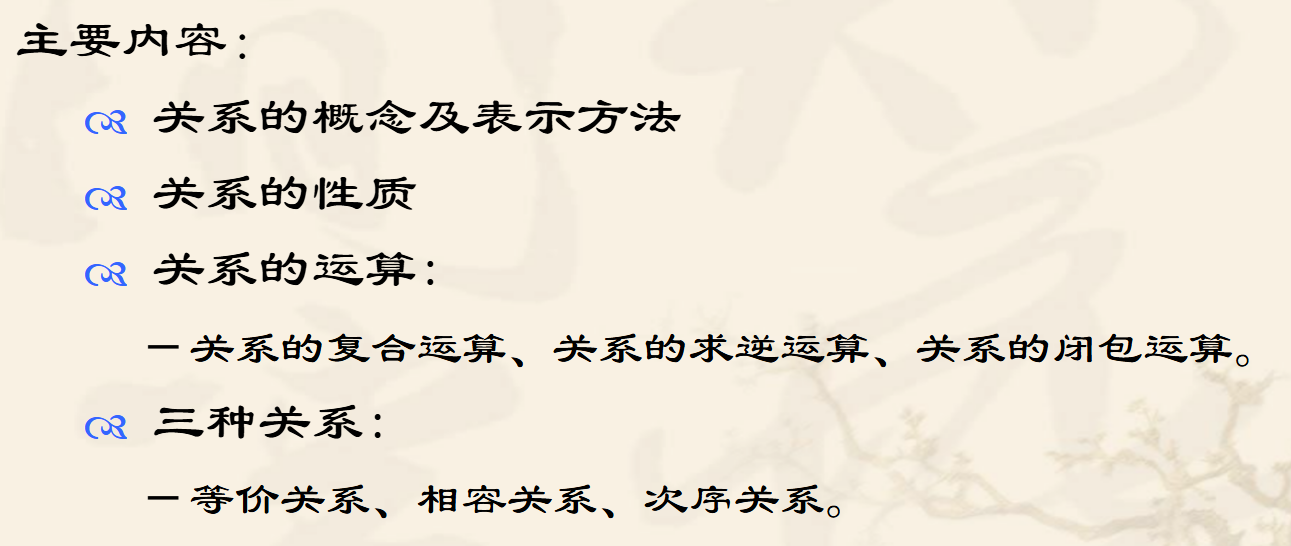 主要内容：
关系的概念及表示方法
关系的性质
关系的运算：
－关系的复合运算、关系的求逆运算、关系的闭包运算。
三种关系：
－等价关系、相容关系、次序关系。